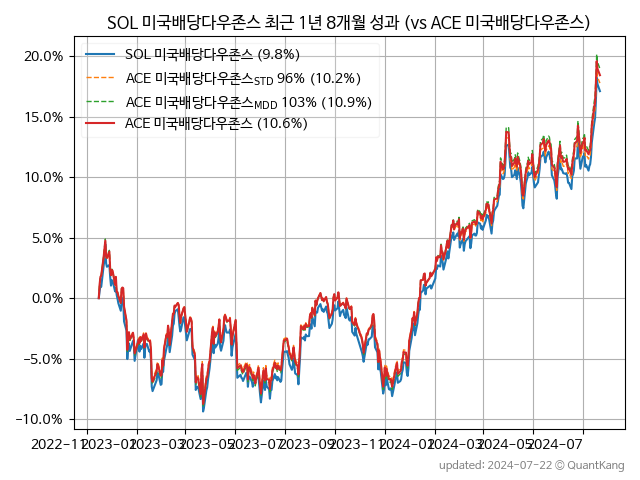 SOL 미국배당다우존스 최근 1년 8개월 성과 (vs ACE 미국배당다우존스)
SOL 미국배당다우존스 (9.8%)
ACE 미국배당다우존스STD 96% (10.2%)
ACE 미국배당다우존스MDD 103% (10.9%)
ACE 미국배당다우존스 (10.6%)
20.0%
15.0%
10.0%
5.0%
0.0%
−5.0%
−10.0%
2022-11 2023-01 2023-03 2023-05 2023-07 2023-09 2023-11 2024-01 2024-03 2024-05 2024-07
updated: 2024-07-22 © QuantKang